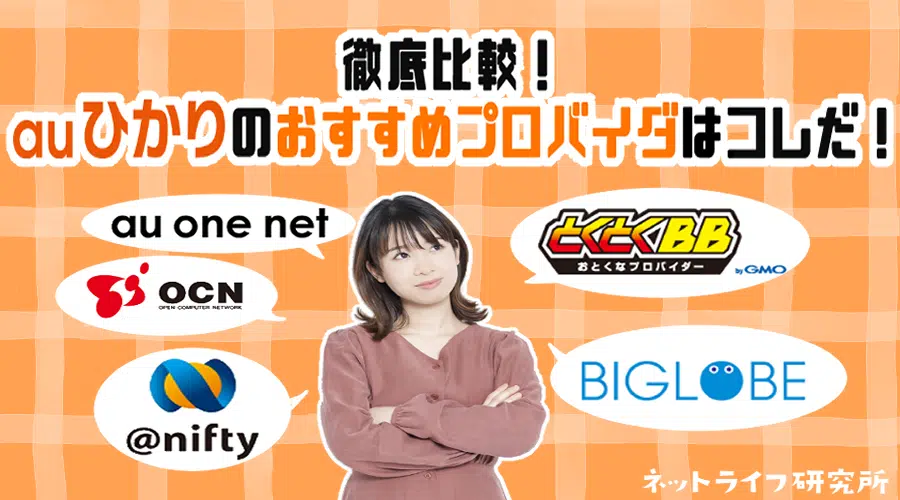 徹底比較！
auひかりのおすすめプロバイダはコレだ！
au one net
とくとくBB
おとくなプロバイダー
by GMO
OCN
OPEN COMPUTER NETWORK
@nifty
BIGLOBE
ネットライフ研究所